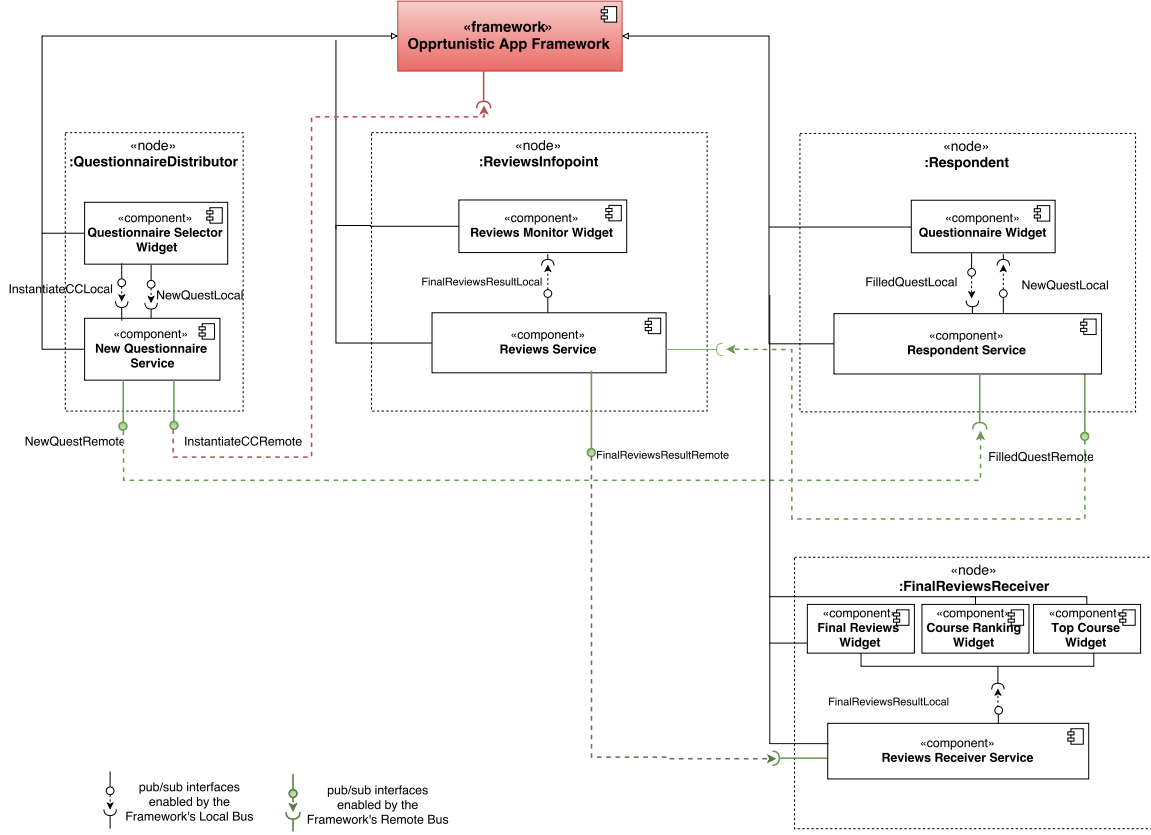 «framework»
Opprtunistic App Framework
«node»
:QuestionnaireDistributor
«component»
Questionnaire Selector
Widget
InstantiateCCLocal
NewQuestLocal
«component»
New Questionnaire
Service
NewQuestRemote
InstantiateCCRemote
«node»
:ReviewsInfopoint
«component»
Reviews Monitor Widget
FinalReviewsResultLocal
«component»
Reviews Service
FinalReviewsResultRemote
«node»
:Respondent
«component»
Questionnaire Widget
FilledQuestLocal
NewQuestLocal
«component»
Respondent Service
FilledQuestRemote
«node»
:FinalReviewsReceiver
«component»
Final Reviews
Widget
«component»
Course Ranking
Widget
«component»
Top Course
Widget
FinalReviewsResultLocal
«component»
Reviews Receiver Service
pub/sub interfaces
enabled by the
Framework's Local Bus
pub/sub interfaces
enabled by the
Framework's Remote Bus